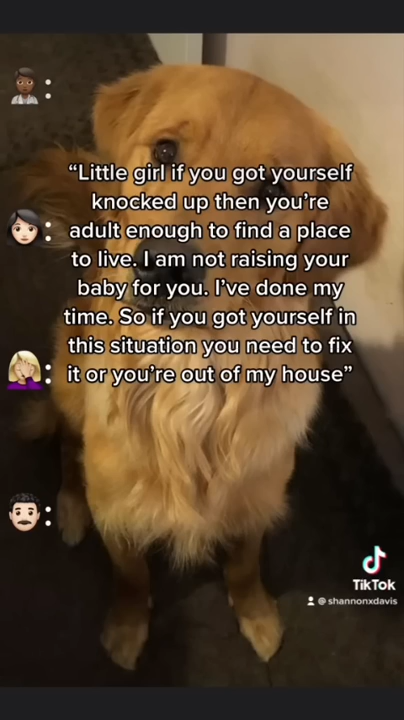 :
“Little girl if you got yourself
knocked up then you’re
:
adult enough to find a place
to live. I am not raising your
baby for you. I’ve done my
time. So if you got yourself in
this situation you need to fix
:
it or you’re out of my house”
:
TikTok
@shannonxdavis